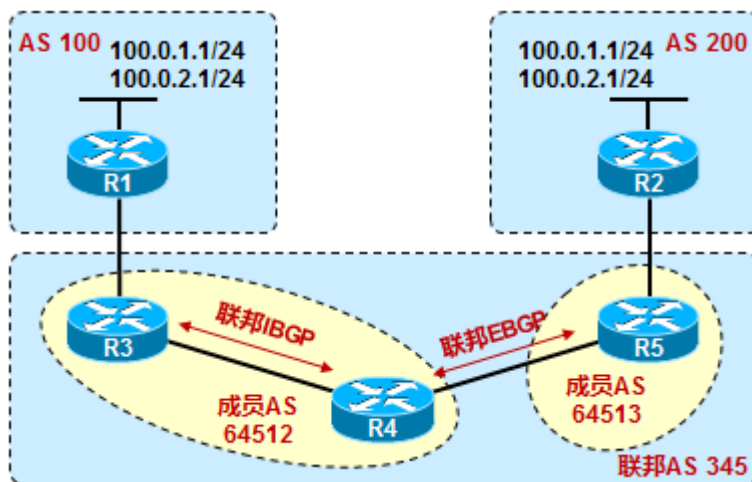 AS 100
100.0.1.1/24
100.0.2.1/24
100.0.1.1/24
AS 200
100.0.2.1/24
R1
R2
联邦IBGP
联邦EBGP
R3
R5
成员AS
64512
R4
成员AS
64513
联邦AS 345